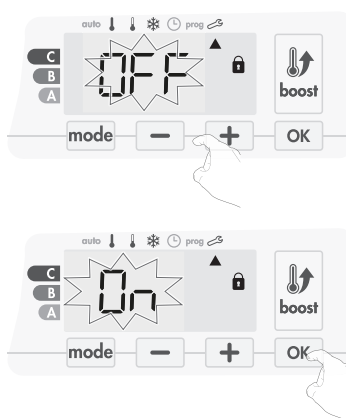 auto prog
OFF
C
B
A
boost
mode − + OK
auto prog
On
C
B
A
boost
mode − + OK